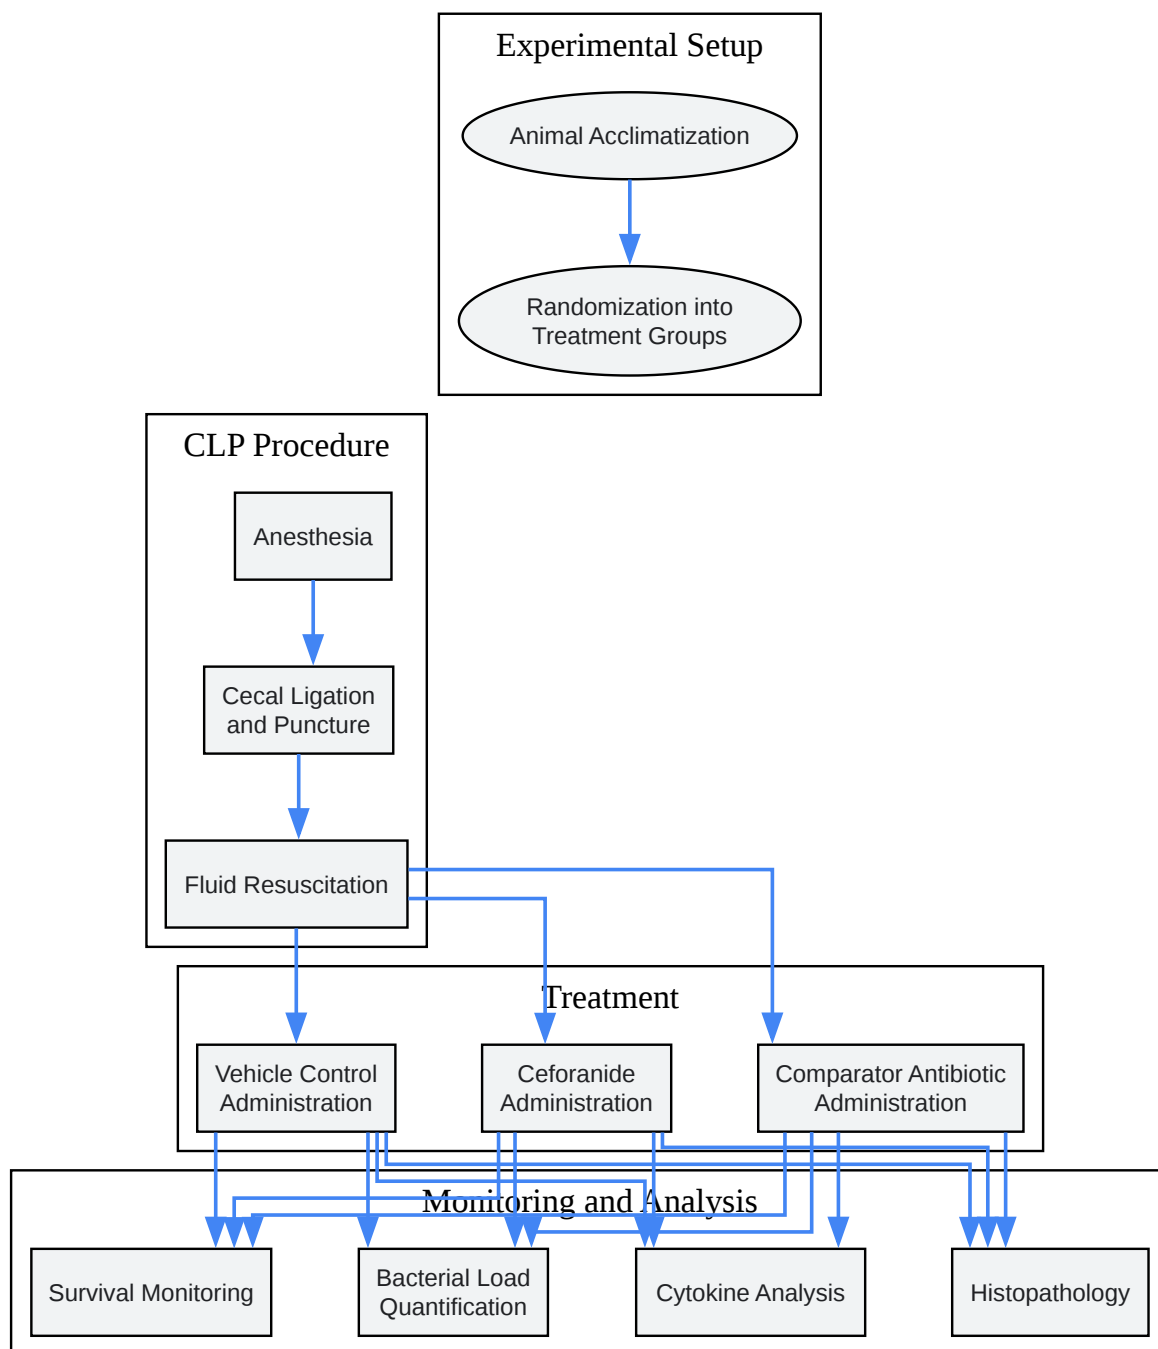 Experimental Setup
Animal Acclimatization
Randomization into
Treatment Groups
CLP Procedure
Anesthesia
Cecal Ligation
and Puncture
Fluid Resuscitation
Treatment
Vehicle Control
Administration
Ceforanide
Administration
Comparator Antibiotic
Administration
Monitoring and Analysis
Survival Monitoring
Bacterial Load
Quantification
Cytokine Analysis
Histopathology